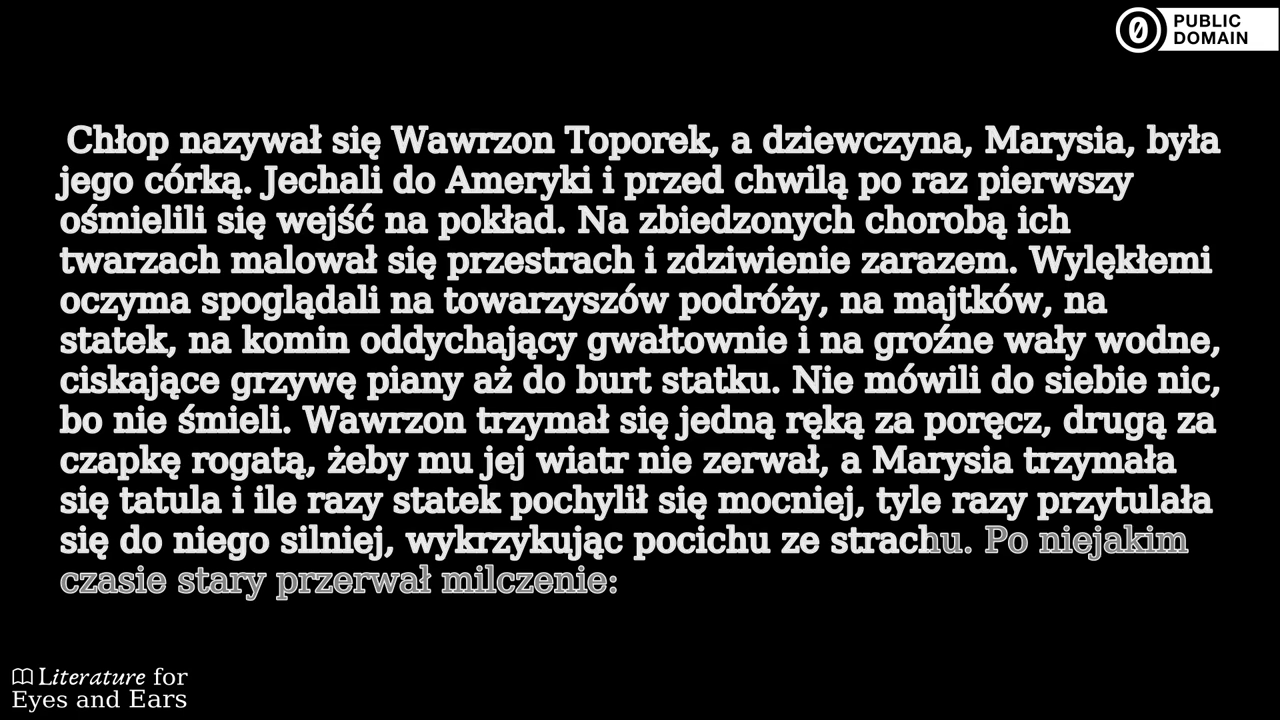 PUBLIC
DOMAIN
Chłop nazywał się Wawrzon Toporek, a dziewczyna, Marysia, była
jego córką. Jechali do Ameryki i przed chwilą po raz pierwszy
ośmielili się wejść na pokład. Na zbiedzonych chorobą ich
twarzach malował się przestrach i zdziwienie zarazem. Wylękłemi
oczyma spoglądali na towarzyszów podróży, na majtków, na
statek, na komin oddychający gwałtownie i na groźne wały wodne,
ciskające grzywę piany aż do burt statku. Nie mówili do siebie nic,
bo nie śmieli. Wawrzon trzymał się jedną ręką za poręcz, drugą za
czapkę rogatą, żeby mu jej wiatr nie zerwał, a Marysia trzymała
się tatula i ile razy statek pochylił się mocniej, tyle razy przytulała
się do niego silniej, wykrzykując pocichu ze strachu. Po niejakim
czasie stary przerwał milczenie:
Literature for
Eyes and Ears